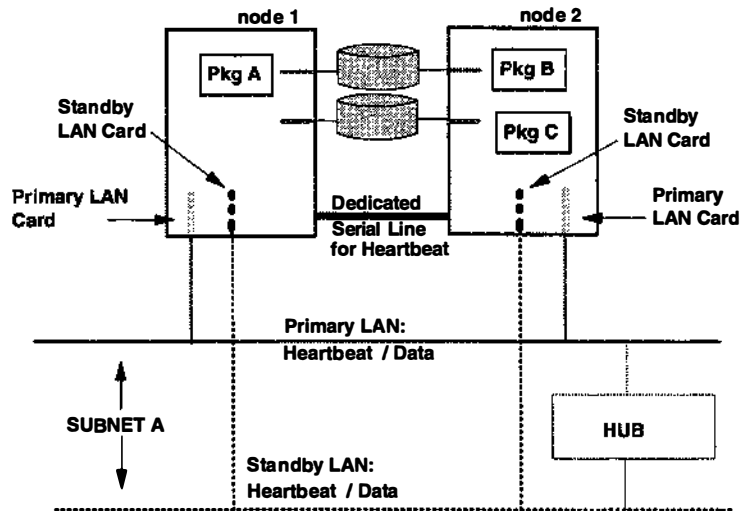 node 1
node 2
Pkg A
Pkg B
Pkg C
Standby
LAN Card
Standby
LAN Card
Primary LAN
Card
Dedicated
Serial Line
for Heartbeat
Primary
LAN Card
Primary LAN:
Heartbeat / Data
SUBNET A
HUB
Standby LAN:
Heartbeat / Data